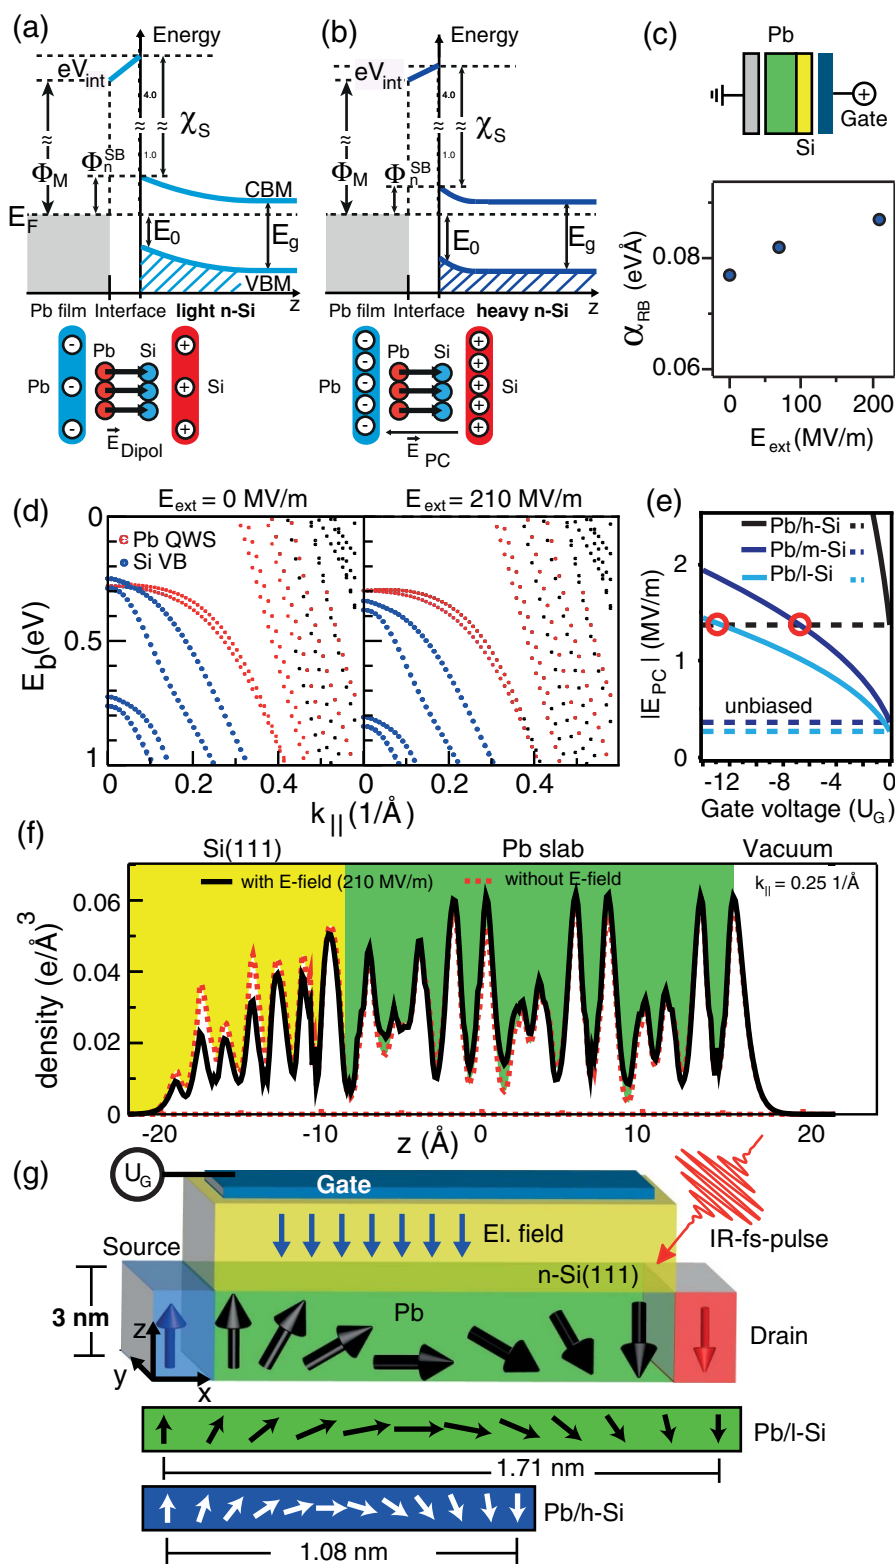 (a)
Energy
eV_int
≈
4.0
χ_S
Φ_n^SB
1.0
Φ_M
CBM
E_F
E_0
E_g
VBM
z
Pb film Interface light n-Si
Pb Si
Pb
Si
E_Dipol
(b)
Energy
eV_int
≈
4.0
χ_S
Φ_n^SB
1.0
Φ_M
E_0
E_g
z
Pb film Interface heavy n-Si
Pb Si
Pb
Si
E_PC
(c)
Pb
Gate
Si
α_RB (eVÅ)
0.08
0.06
0 100 200
E_ext (MV/m)
(d)
E_ext = 0 MV/m
E_ext = 210 MV/m
Pb QWS
Si VB
E_b(eV)
0
0.5
1
0 0.2 0.4 0 0.2 0.4 0.6
k_|| (1/Å)
(e)
Pb/h-Si
Pb/m-Si
Pb/l-Si
|E_PC| (MV/m)
2
1
0
unbiased
-12 -6 0
Gate voltage (U_G)
(f)
Si(111) Pb slab Vacuum
with E-field (210 MV/m) without E-field k_|| = 0.25 1/Å
density (e/Å)^3
0.06
0.04
0.02
0
-20 -10 0 10 20
z (Å)
(g)
U_G
Gate
El. field
IR-fs-pulse
Source
n-Si(111)
3 nm
Pb
Drain
z
y
x
Pb/l-Si
1.71 nm
Pb/h-Si
1.08 nm